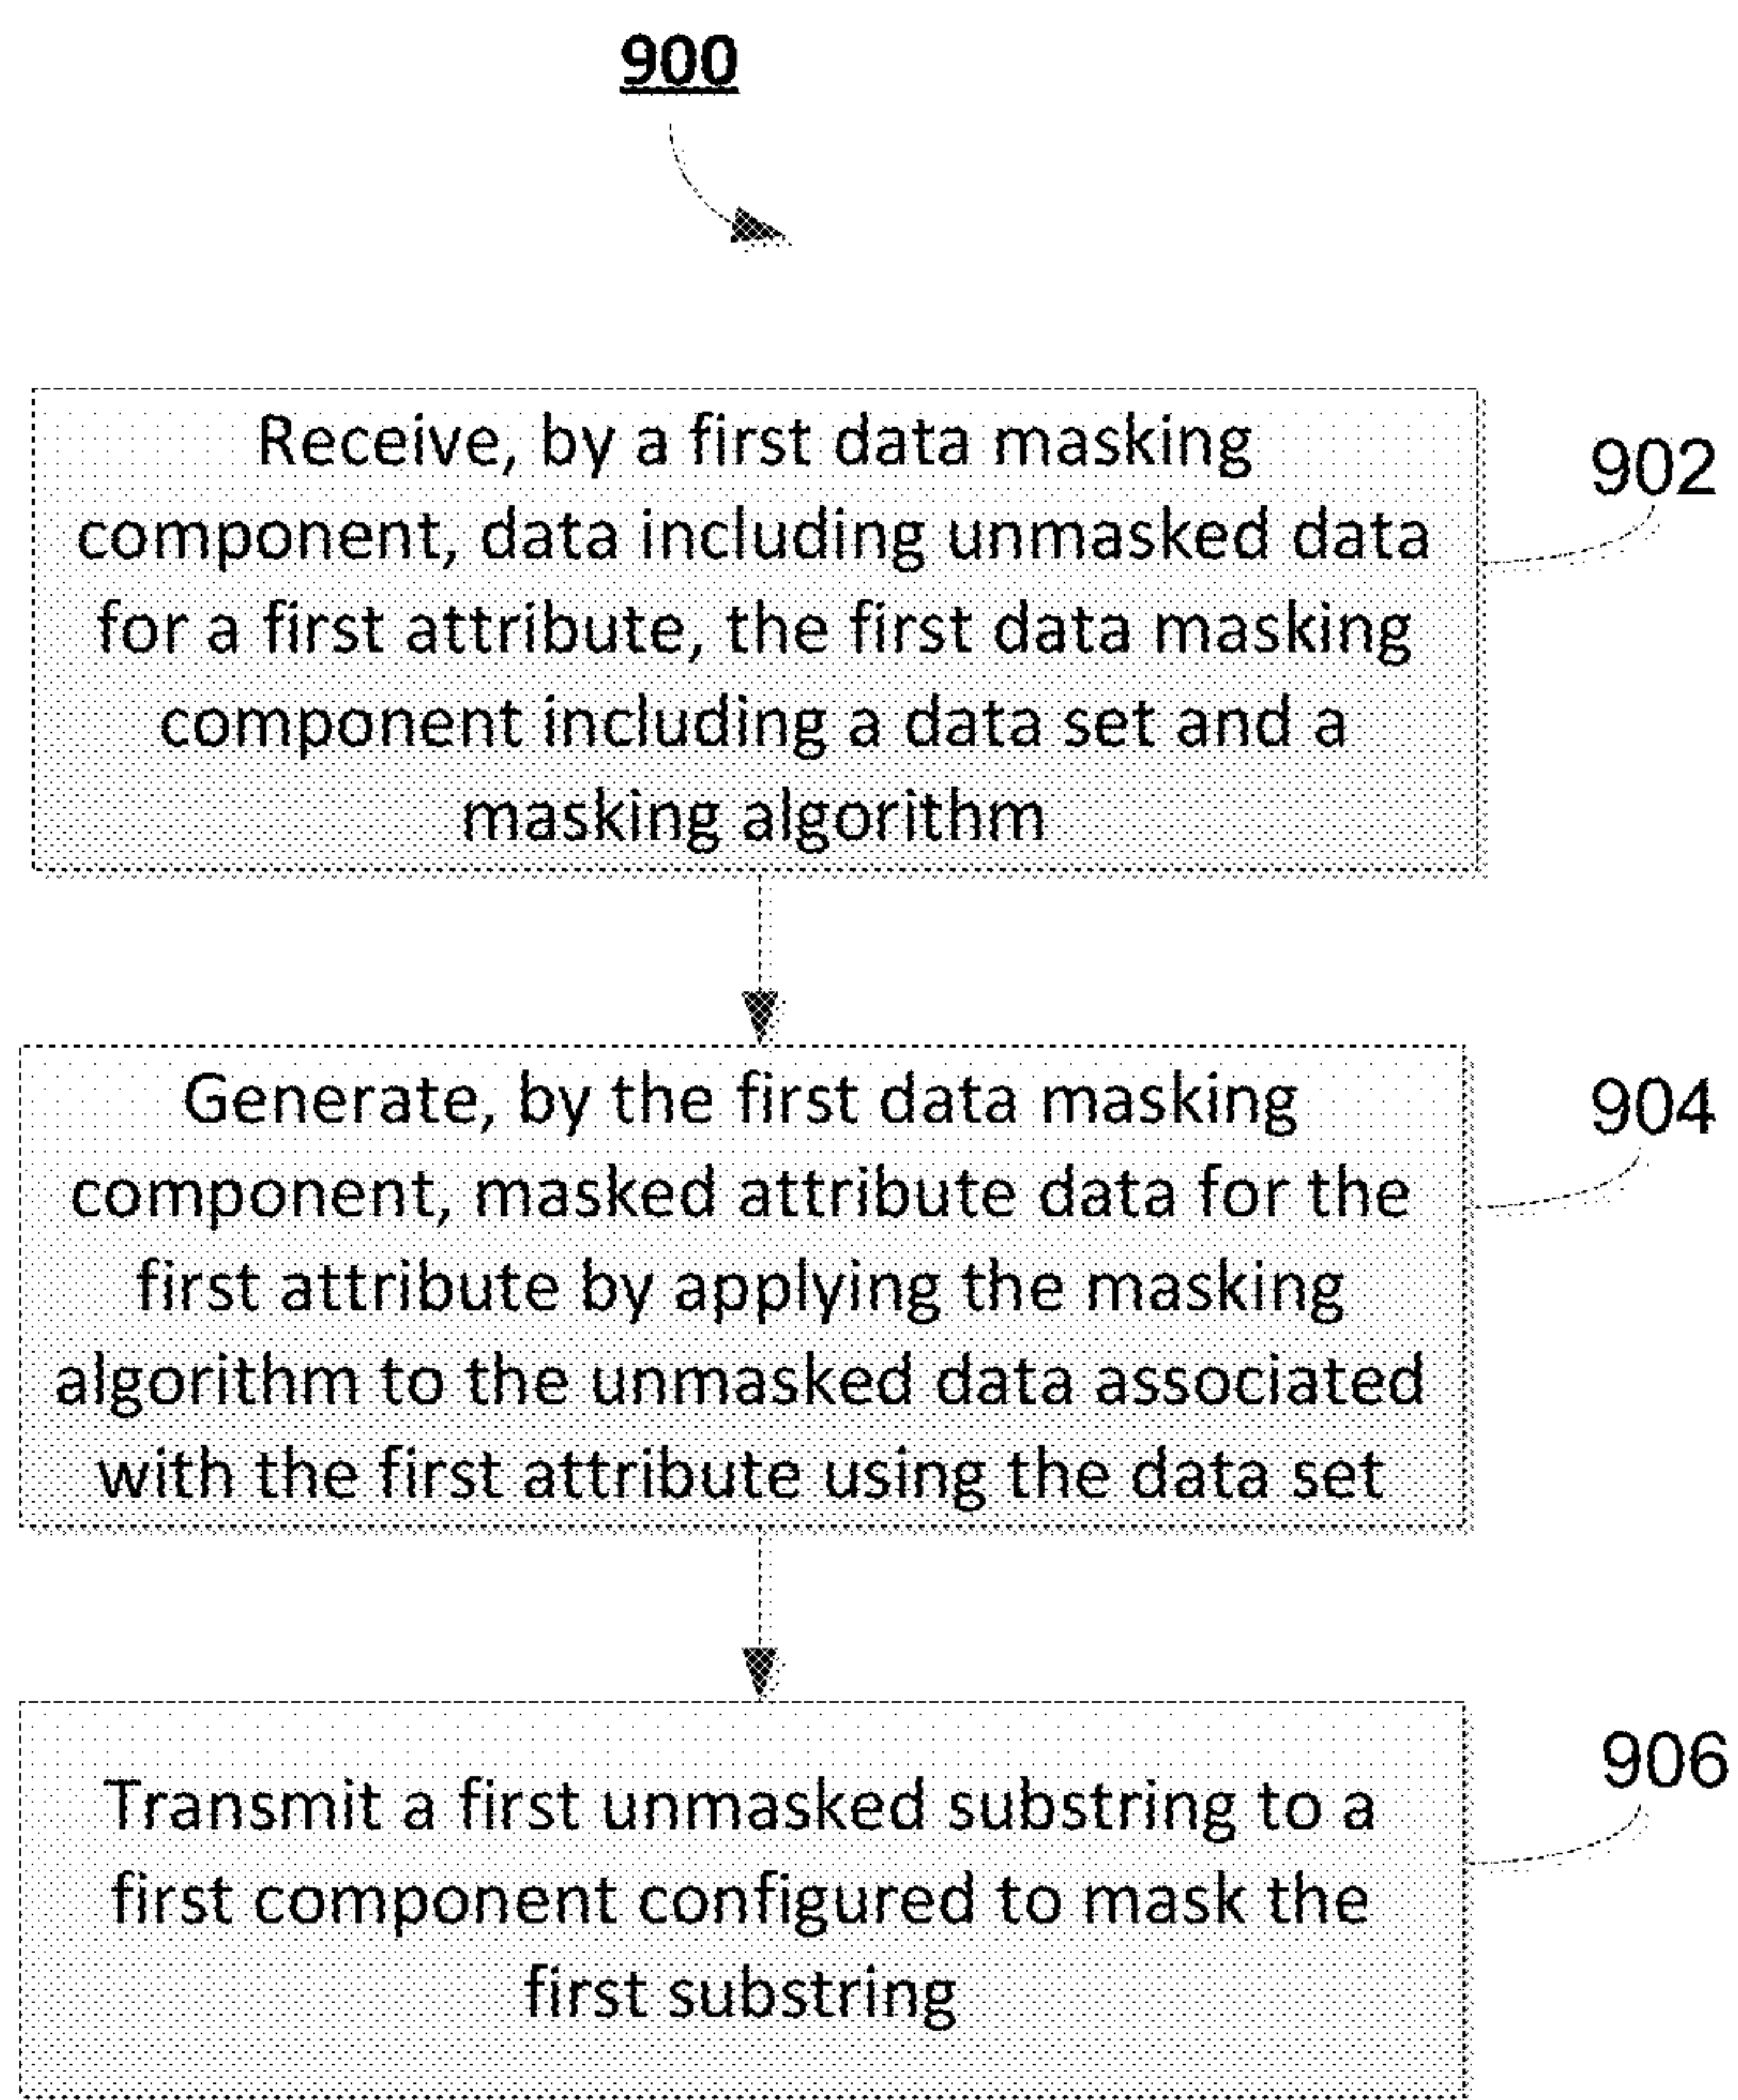 900
Receive, by a first data masking
component, data including unmasked data
for a first attribute, the first data masking
component including a data set and a
masking algorithm
902
Generate, by the first data masking
component, masked attribute data for the
first attribute by applying the masking
algorithm to the unmasked data associated
with the first attribute using the data set
904
Transmit a first unmasked substring to a
first component configured to mask the
first substring
906